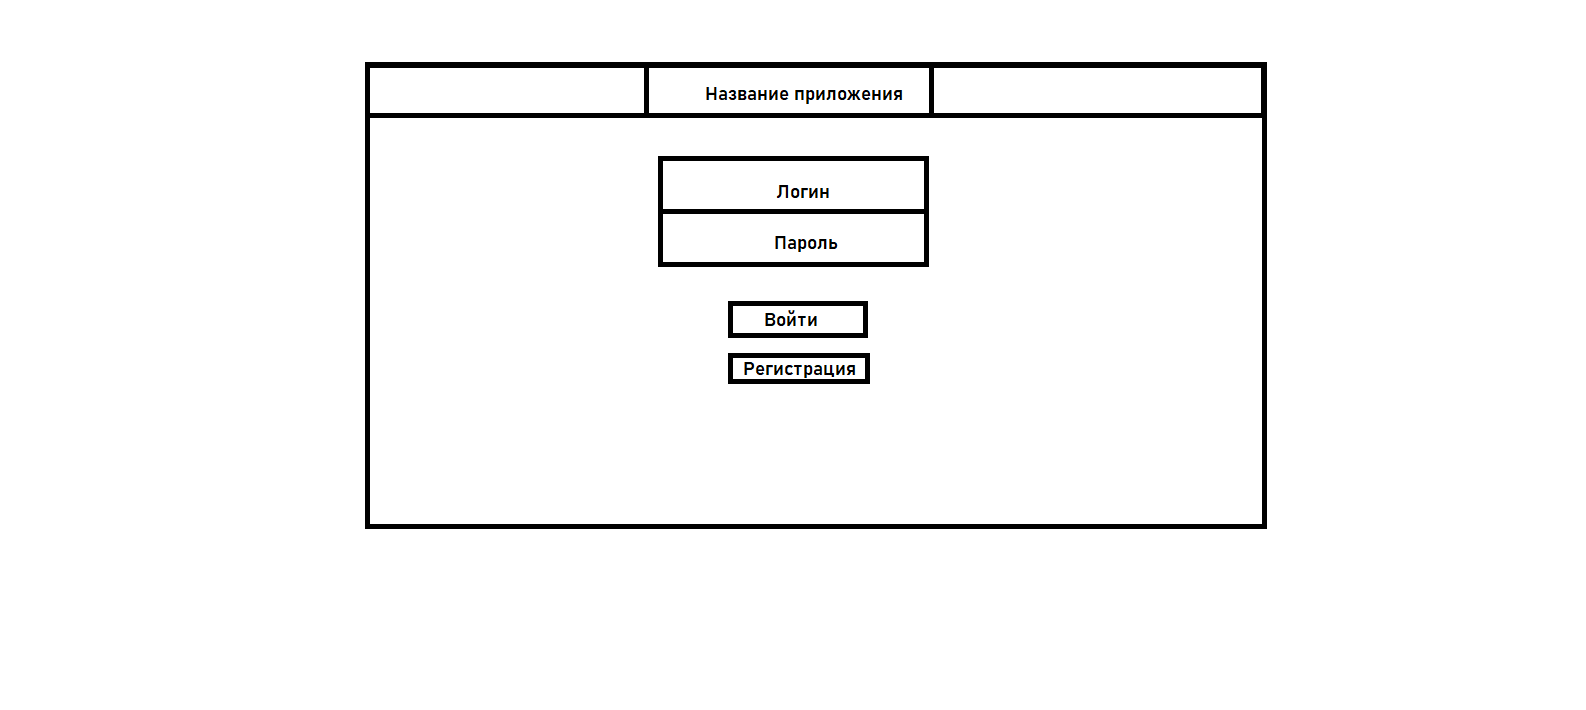 Название приложения
Логин
Пароль
Войти
Регистрация